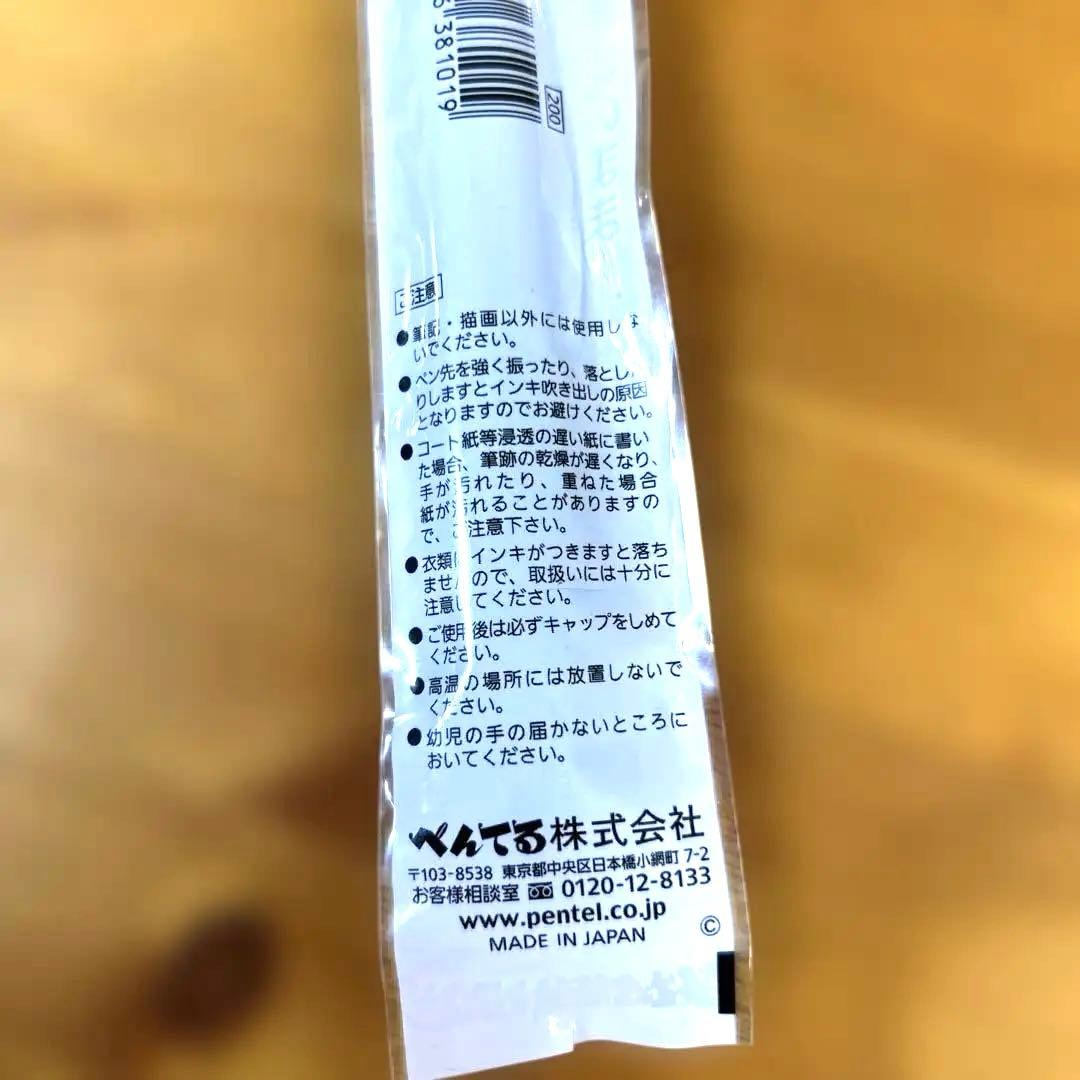 381019
200
ご注意
●筆記・描画以外には使用しな
いでください。
●ペン先を強く振ったり、落とした
りしますとインキ吹き出しの原因
となりますのでお避けください。
●コート紙等浸透の遅い紙に書い
た場合、筆跡の乾燥が遅くなり、
手が汚れたり、重ねた場合
紙が汚れることがありますの
で、ご注意下さい。
●衣類にインキがつきますと落ち
ませんので、取扱いには十分に
注意してください。
●ご使用後は必ずキャップをしめて
ください。
●高温の場所には放置しないで
ください。
●幼児の手の届かないところに
おいてください。
ぺんてる株式会社
〒103-8538 東京都中央区日本橋小網町 7-2
お客様相談室 0120-12-8133
www.pentel.co.jp
MADE IN JAPAN
©